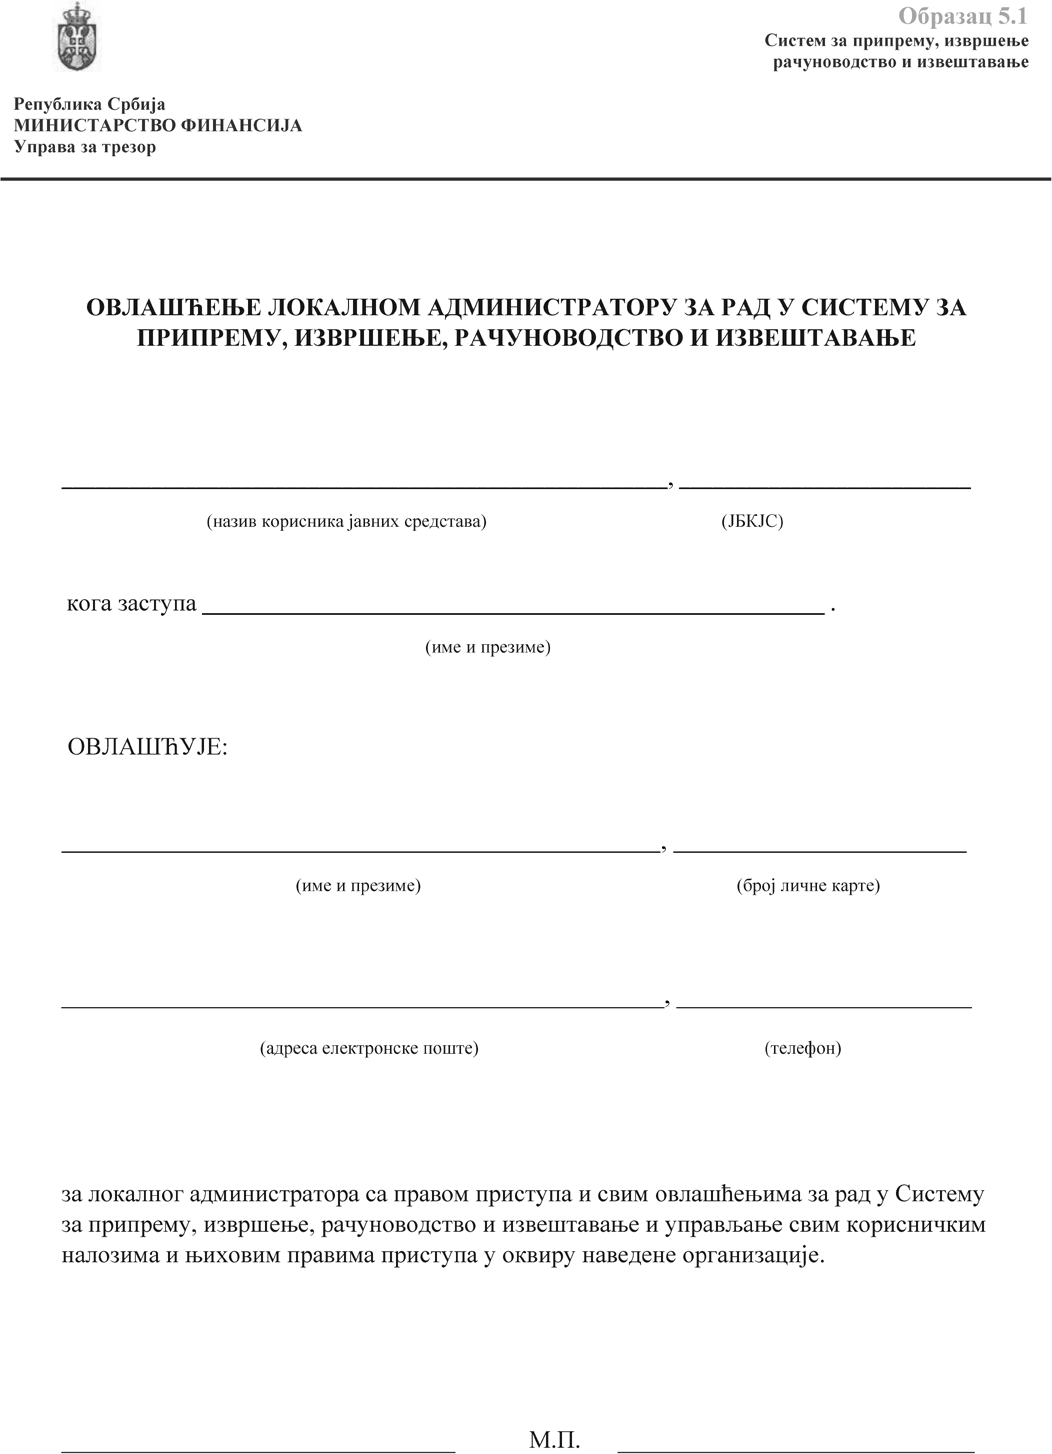 Образац 5.1
Систем за припрему, извршење
рачуноводство и извештавање
Република Србија
МИНИСТАРСТВО ФИНАНСИЈА
Управа за трезор
ОВЛАШЋЕЊЕ ЛОКАЛНОМ АДМИНИСТРАТОРУ ЗА РАД У СИСТЕМУ ЗА
ПРИПРЕМУ, ИЗВРШЕЊЕ, РАЧУНОВОДСТВО И ИЗВЕШТАВАЊЕ
(назив корисника јавних средстава) (ЈБКЈС)
кога заступа ______________________________ .
(име и презиме)
ОВЛАШЋУЈЕ:
(име и презиме) (број личне карте)
(адреса електронске поште) (телефон)
за локалног администратора са правом приступа и свим овлашћењима за рад у Систему
за припрему, извршење, рачуноводство и извештавање и управљање свим корисничким
налозима и њиховим правима приступа у оквиру наведене организације.
М.П.